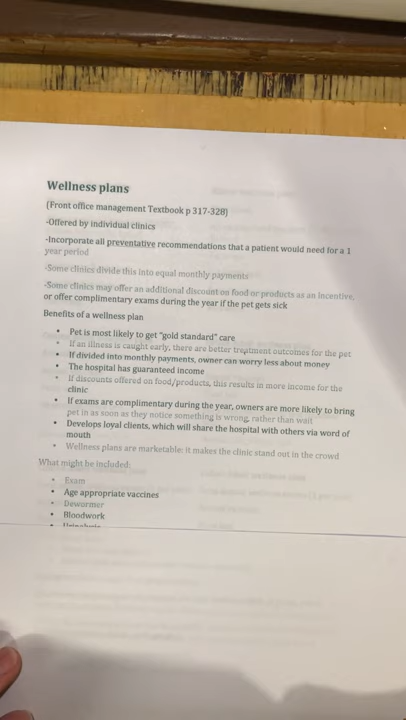 Wellness plans
(Front office management Textbook p 317-328)
-Offered by individual clinics
-Incorporate all preventative recommendations that a patient would need for a 1
year period
-Some clinics divide this into equal monthly payments
-Some clinics may offer an additional discount on food or products as an incentive,
or offer complimentary exams during the year if the pet gets sick
Benefits of a wellness plan
• Pet is most likely to get "gold standard" care
• If an illness is caught early, there are better treatment outcomes for the pet
• If divided into monthly payments, owner can worry less about money
• The hospital has guaranteed income
• If discounts offered on food/products, this results in more income for the
clinic
• If exams are complimentary during the year, owners are more likely to bring
pet in as soon as they notice something is wrong, rather than wait
• Develops loyal clients, which will share the hospital with others via word of
mouth
• Wellness plans are marketable: it makes the clinic stand out in the crowd
What might be included:
• Exam
• Age appropriate vaccines
• Dewormer
• Bloodwork